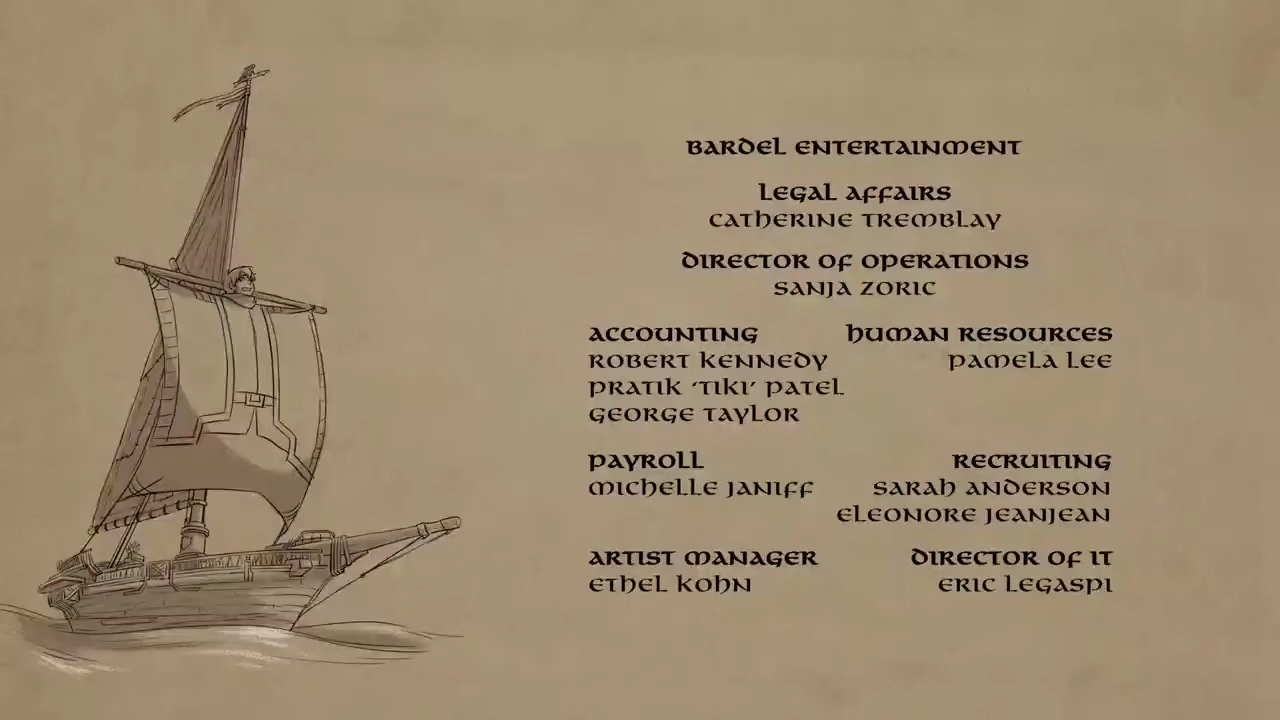 BARDEL ENTERTAINMENT
LEGAL AFFAIRS
CATHERINE TREMBLAY
DIRECTOR OF OPERATIONS
SANJA ZORIC
ACCOUNTING
ROBERT KENNEDY
PRATIK ‘TIKI’ PATEL
GEORGE TAYLOR
HUMAN RESOURCES
PAMELA LEE
PAYROLL
MICHELLE JANIFF
RECRUITING
SARAH ANDERSON
ELEONORE JEANJEAN
ARTIST MANAGER
ETHEL KOHN
DIRECTOR OF IT
ERIC LEGASPI